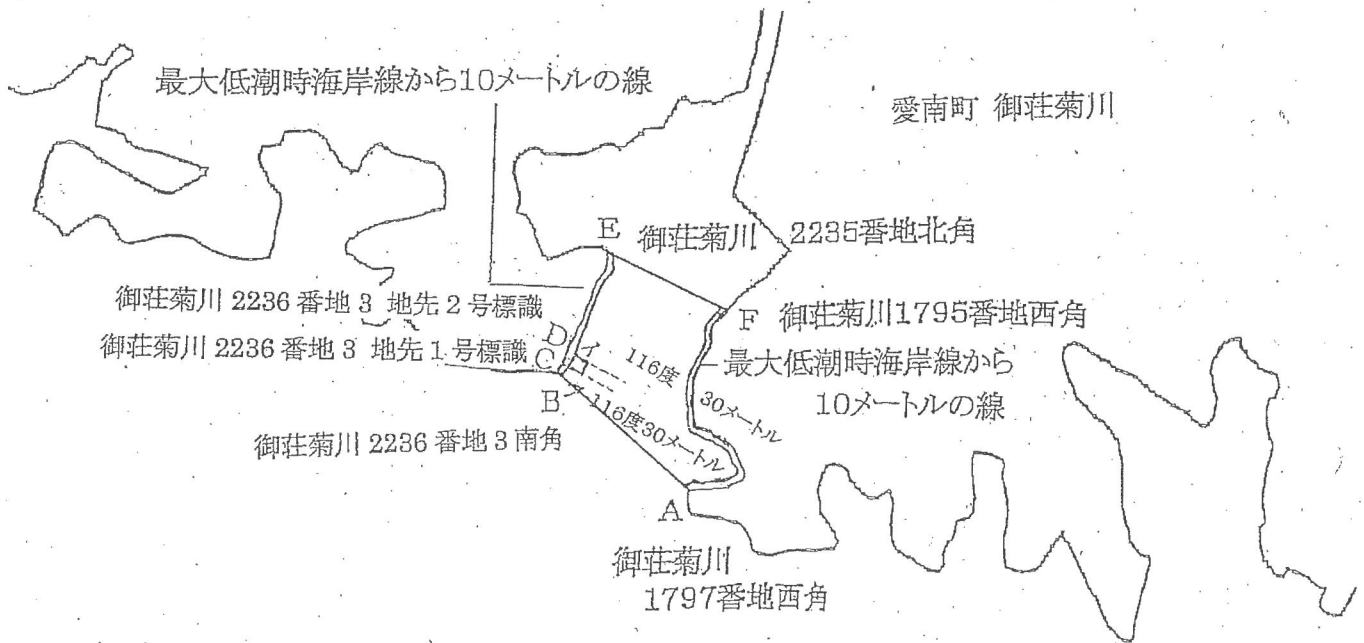 最大低潮時海岸線から10メートルの線
愛南町 御荘菊川
E 御荘菊川 2235番地北角
御荘菊川 2236 番地 3 地先 2 号標識
F 御荘菊川1795番地西角
御荘菊川 2236 番地 3 地先 1 号標識
D イ
C
B ア
116度 30メートル
116度30メートル
最大低潮時海岸線から
10メートルの線
御荘菊川 2236 番地 3 南角
A
御荘菊川
1797番地西角